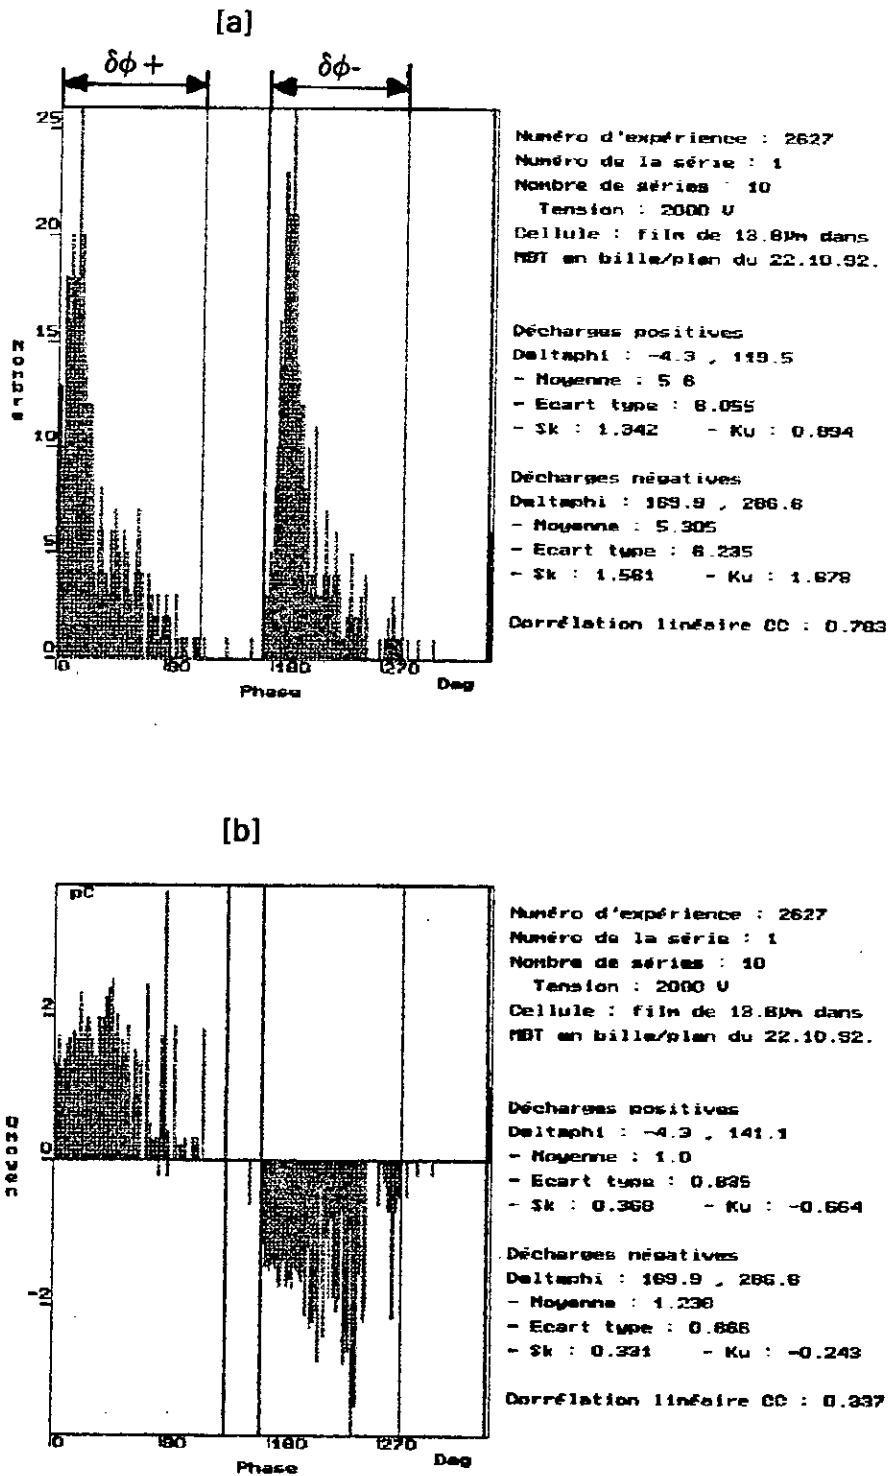 [a]
δϕ+ δϕ-
25
20
15
10
5
0
Nombre
0 90 180 270
Phase Deg
Numéro d'expérience : 2627
Numéro de la série : 1
Nombre de séries : 10
Tension : 2000 V
Cellule : film de 13.8µm dans
MBT en bille/plan du 22.10.92.
Décharges positives
Deltaphi : -4.3 , 119.5
- Moyenne : 5.6
- Ecart type : 6.055
- Sk : 1.342 - Ku : 0.894
Décharges négatives
Deltaphi : 169.9 , 286.6
- Moyenne : 5.305
- Ecart type : 6.235
- Sk : 1.561 - Ku : 1.678
Corrélation linéaire CC : 0.783
[b]
pC
2
0
-2
Qmoyen
0 90 180 270
Phase Deg
Numéro d'expérience : 2627
Numéro de la série : 1
Nombre de séries : 10
Tension : 2000 V
Cellule : film de 13.8µm dans
MBT en bille/plan du 22.10.92.
Décharges positives
Deltaphi : -4.3 , 141.1
- Moyenne : 1.0
- Ecart type : 0.835
- Sk : 0.368 - Ku : -0.664
Décharges négatives
Deltaphi : 169.9 , 286.6
- Moyenne : 1.238
- Ecart type : 0.666
- Sk : 0.331 - Ku : -0.243
Corrélation linéaire CC : 0.337